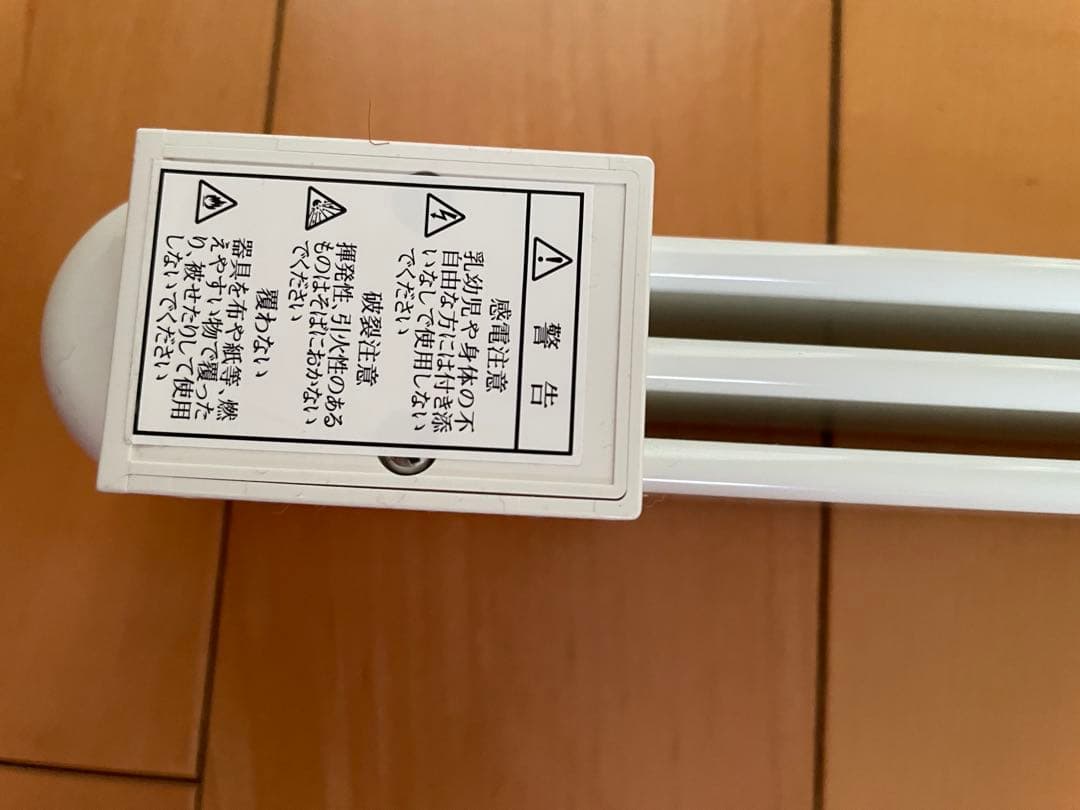 警告
感電注意
乳幼児や身体の不
自由な方には付き添
いなしで使用しない
でください
破裂注意
揮発性、引火性のある
ものはそばにおかない
でください
覆わない
器具を布や紙等、燃
えやすい物で覆った
り、被せたりして使用
しないでください